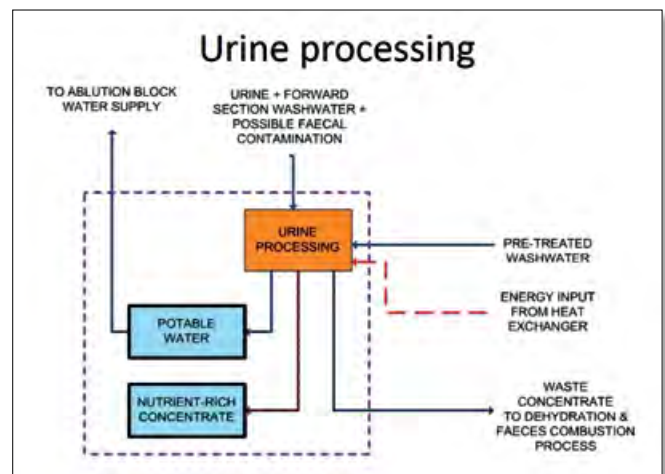 Urine processing
TO ABLUTION BLOCK
WATER SUPPLY
URINE + FORWARD
SECTION WASHWATER +
POSSIBLE FAECAL
CONTAMINATION
URINE
PROCESSING
PRE-TREATED
WASHWATER
ENERGY INPUT
FROM HEAT
EXCHANGER
POTABLE
WATER
NUTRIENT-RICH
CONCENTRATE
WASTE
CONCENTRATE
TO DEHYDRATION &
FAECES COMBUSTION
PROCESS